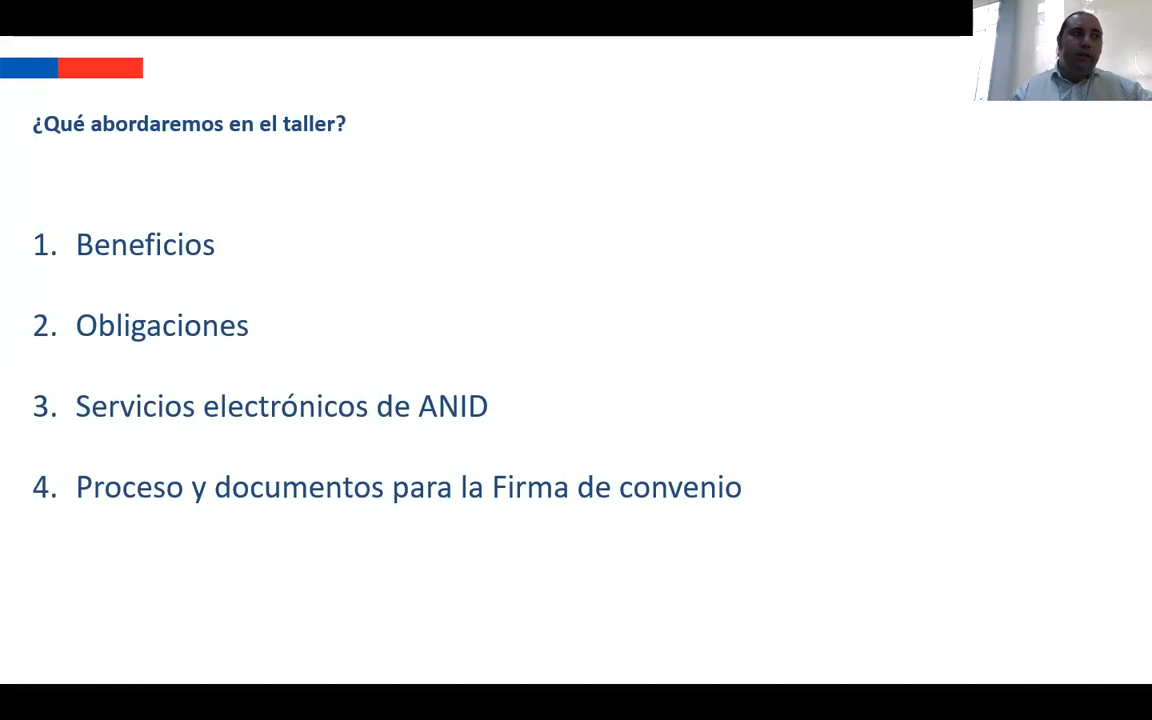 ¿Qué abordaremos en el taller?
1. Beneficios
2. Obligaciones
3. Servicios electrónicos de ANID
4. Proceso y documentos para la Firma de convenio